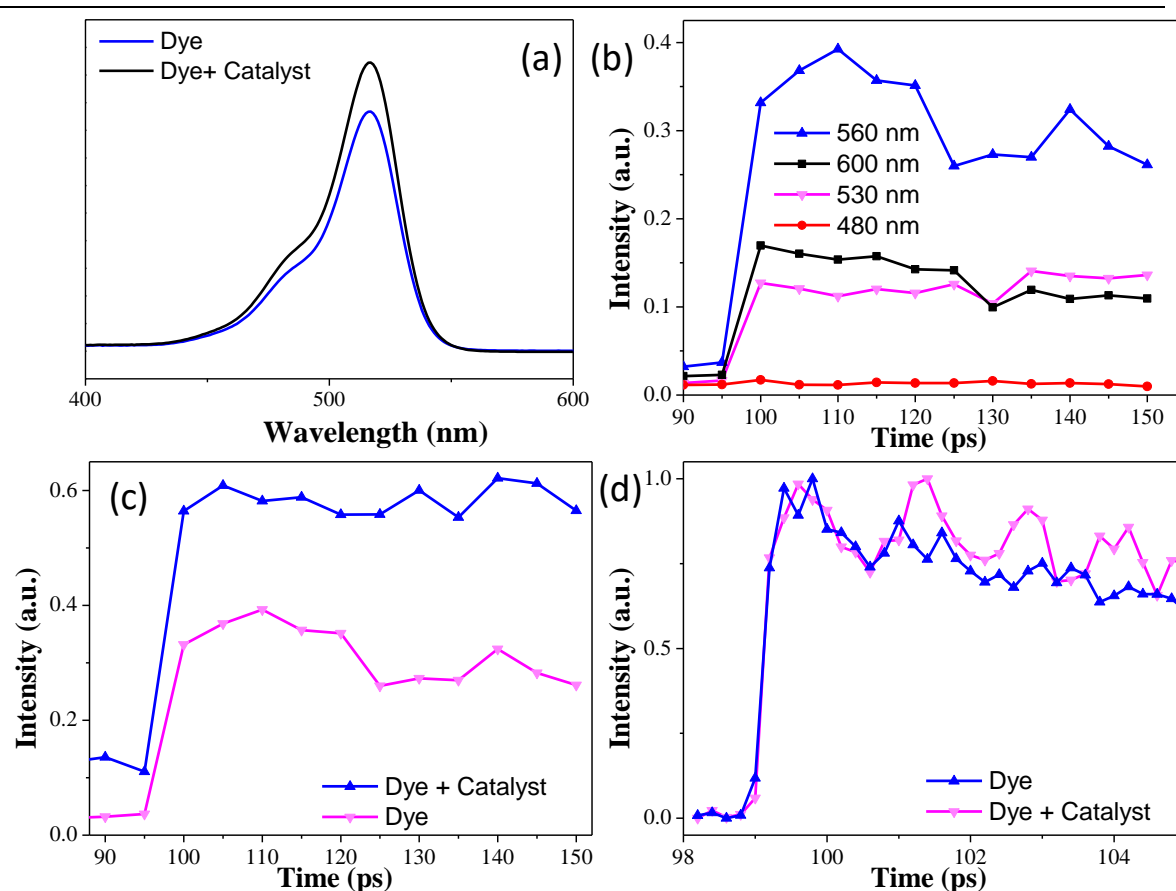 Dye
Dye+ Catalyst
(a)
400
500
600
Wavelength (nm)
(b)
0.4
0.3
0.2
0.1
0.0
Intensity (a.u.)
560 nm
600 nm
530 nm
480 nm
90
100
110
120
130
140
150
Time (ps)
(c)
0.6
0.4
0.2
0.0
Intensity (a.u.)
Dye + Catalyst
Dye
90
100
110
120
130
140
150
Time (ps)
(d)
1.0
0.5
0.0
Intensity (a.u.)
Dye
Dye + Catalyst
98
100
102
104
Time (ps)